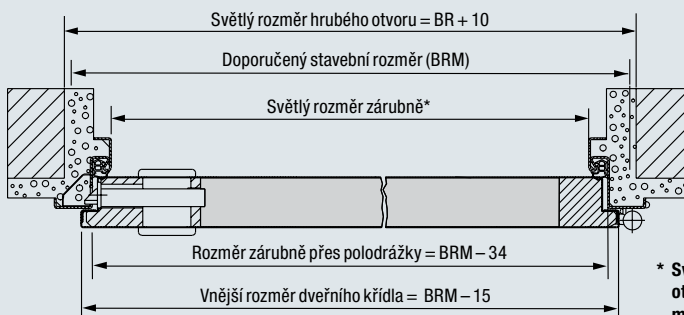 Světlý rozměr hrubého otvoru = BR + 10
Doporučený stavební rozměr (BRM)
Světlý rozměr zárubně*
Rozměr zárubně přes polodrážky = BRM – 34
Vnější rozměr dveřního křídla = BRM – 15
*